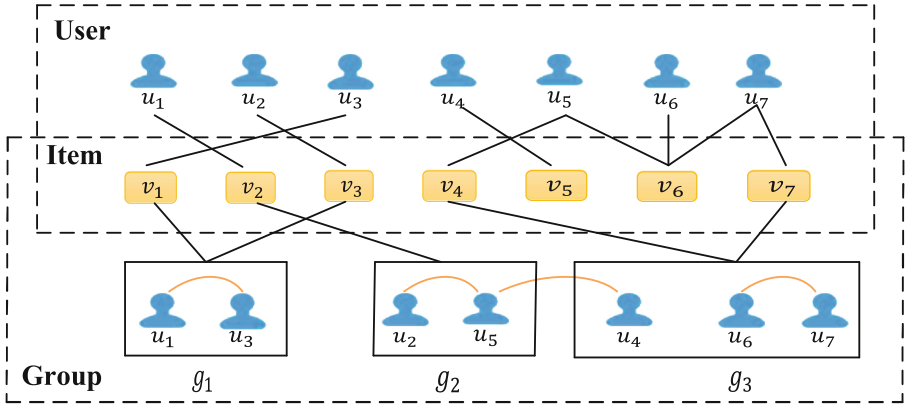 User
u₁ u₂ u₃ u₄ u₅ u₆ u₇
Item
v₁ v₂ v₃ v₄ v₅ v₆ v₇
u₁ u₃ u₂ u₅ u₄ u₆ u₇
Group g₁ g₂ g₃